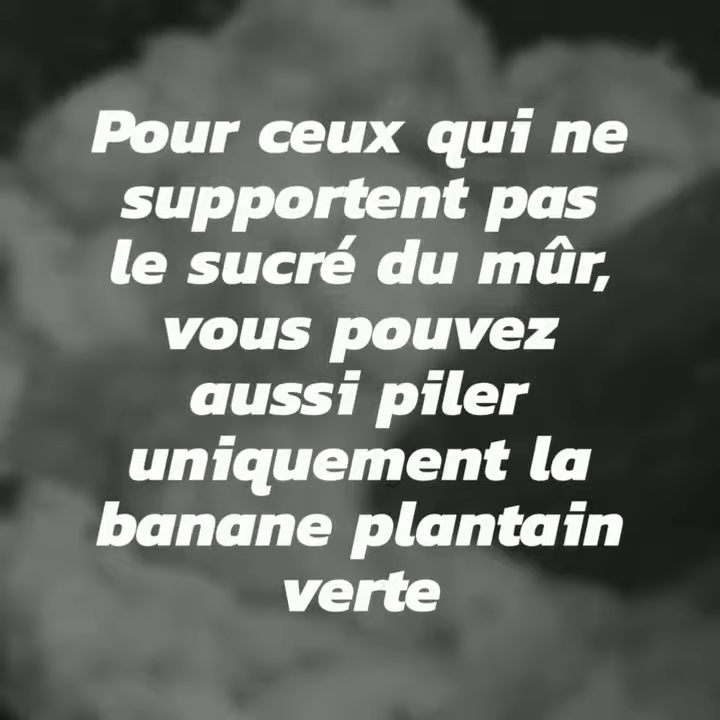 Pour ceux qui ne
supportent pas
le sucré du mûr,
vous pouvez
aussi piler
uniquement la
banane plantain
verte